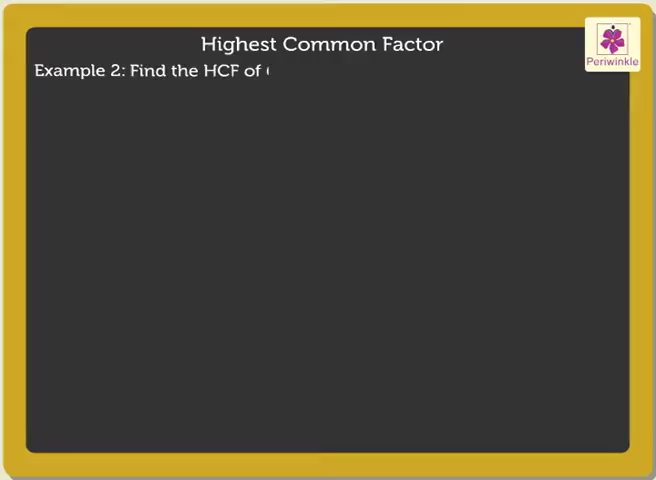 Highest Common Factor
Periwinkle
Example 2: Find the HCF of